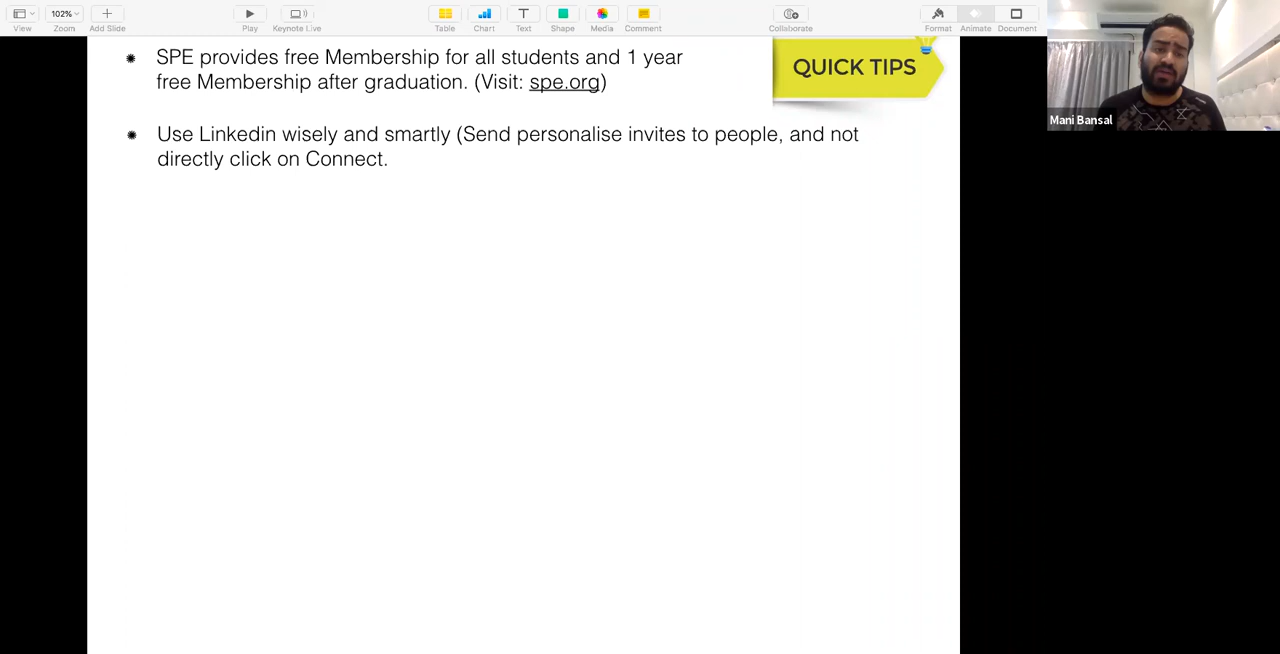 102%
View
Zoom
Add Slide
Play
Keynote Live
Table
Chart
Text
Shape
Media
Comment
Collaborate
Format
Animate
Document
SPE provides free Membership for all students and 1 year
free Membership after graduation. (Visit: spe.org)
QUICK TIPS
Use Linkedin wisely and smartly (Send personalise invites to people, and not
directly click on Connect.
Mani Bansal